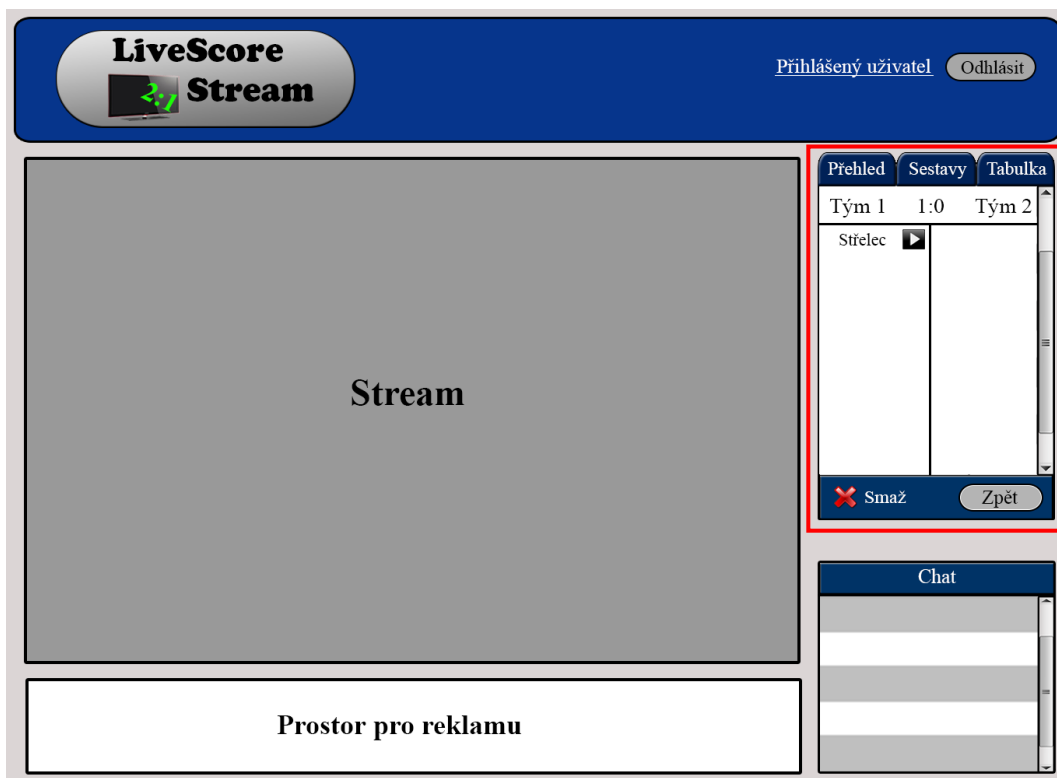 LiveScore
2:1 Stream
Přihlášený uživatel Odhlásit
Přehled Sestavy Tabulka
Tým 1 1:0 Tým 2
Střelec
Stream
Smaž Zpět
Chat
Prostor pro reklamu